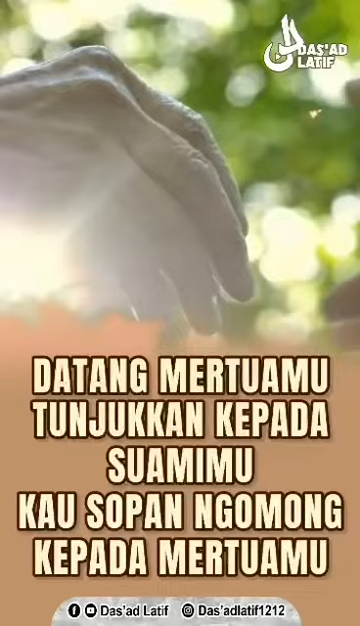 DAS'AD
LATIF
DATANG MERTUAMU
TUNJUKKAN KEPADA
SUAMIMU
KAU SOPAN NGOMONG
KEPADA MERTUAMU
Das'ad Latif Das'adlatif1212